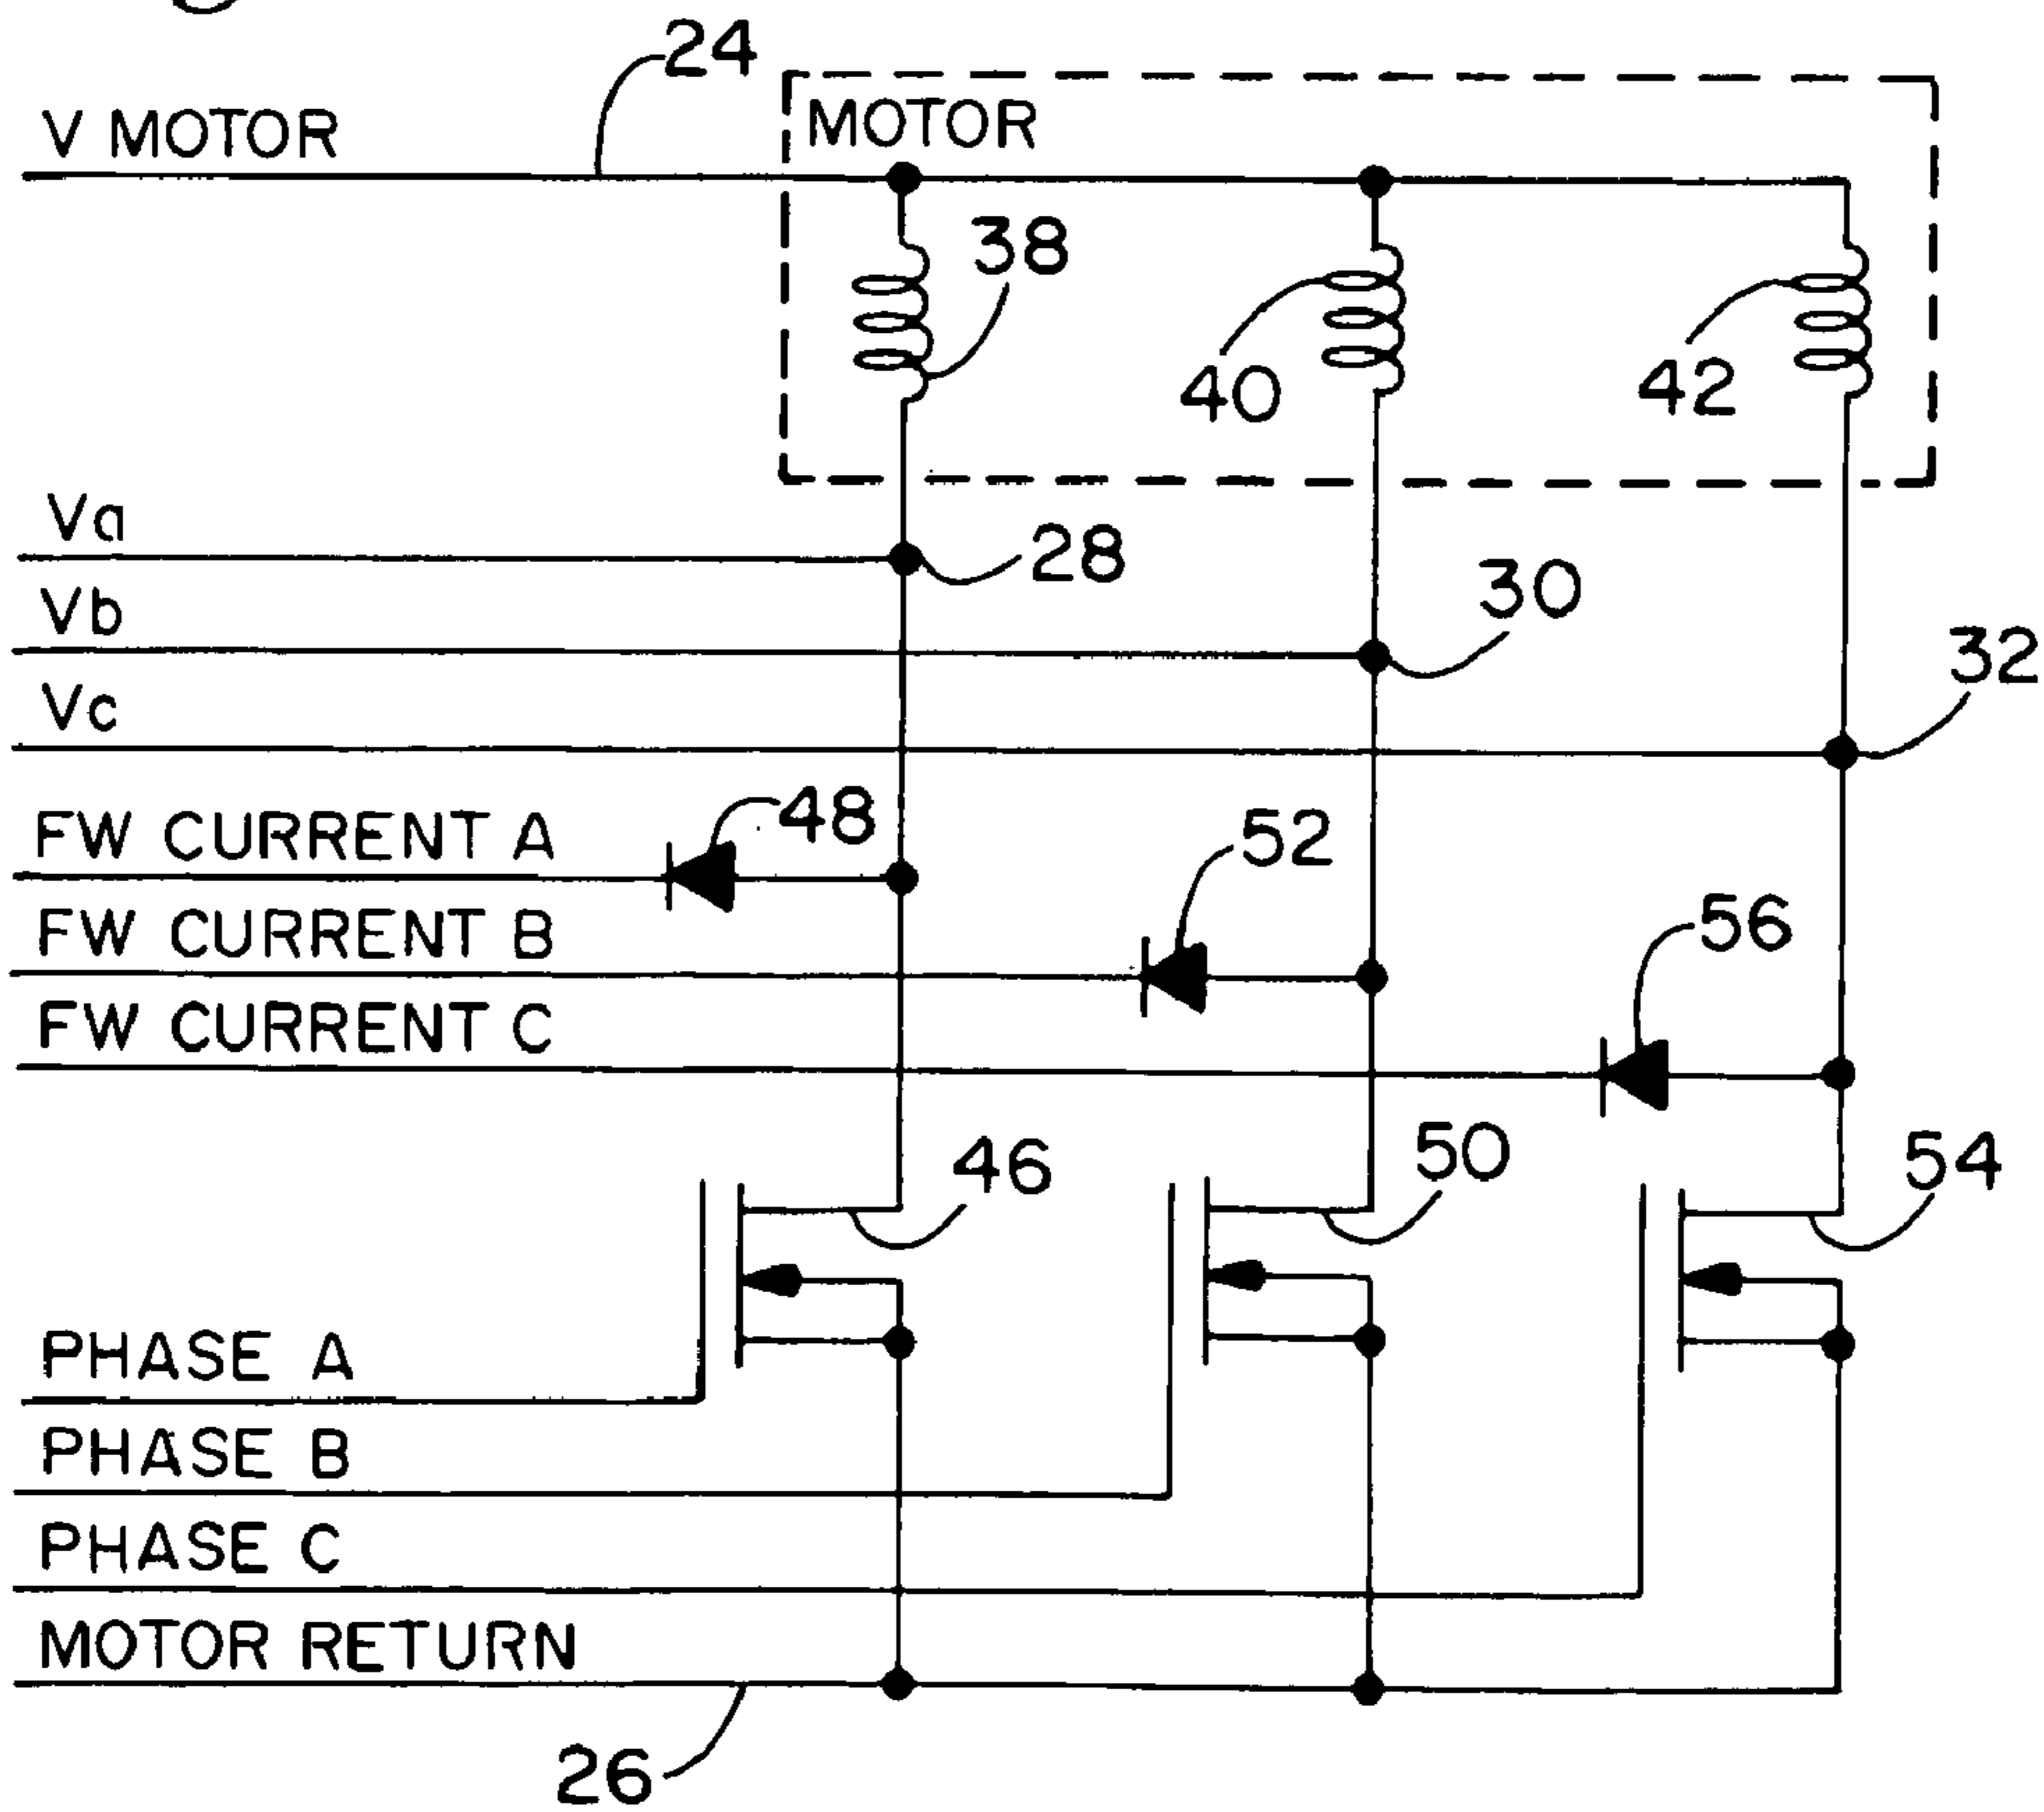 24
V MOTOR
MOTOR
38
40
42
Va
28
Vb
30
Vc
32
FW CURRENT A
48
52
FW CURRENT B
56
FW CURRENT C
46
50
54
PHASE A
PHASE B
PHASE C
MOTOR RETURN
26